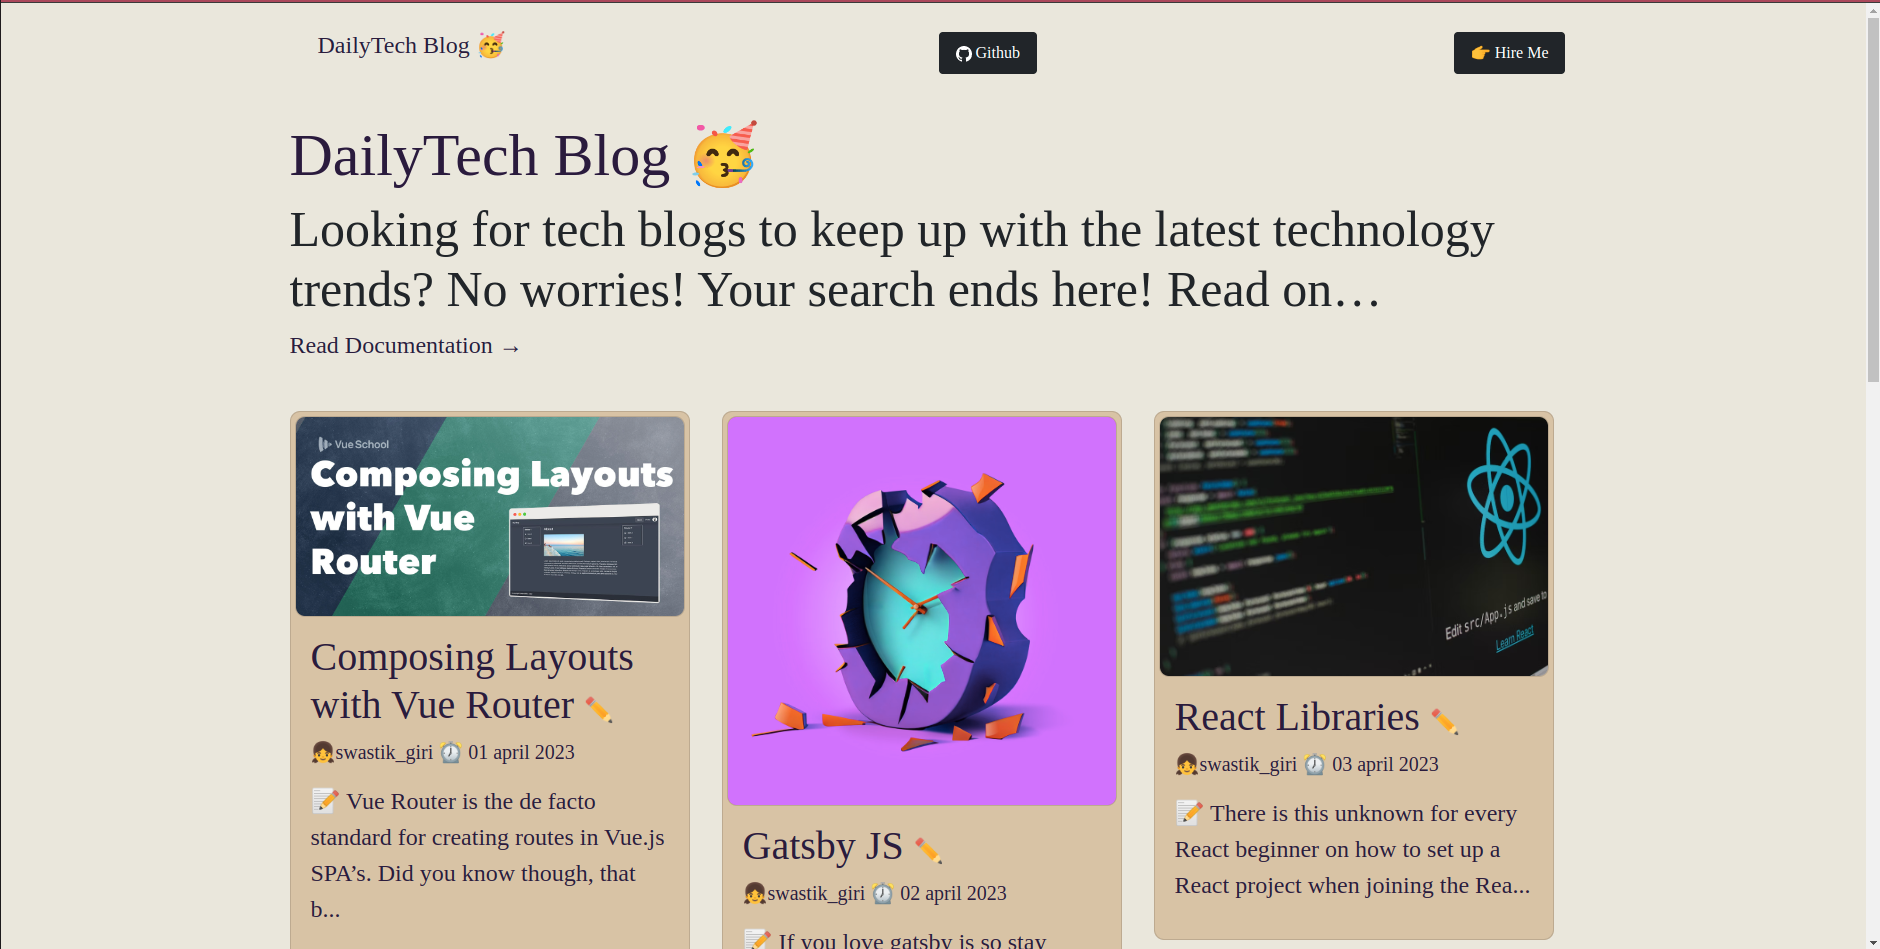 DailyTech Blog 🥳
Github
👉 Hire Me
DailyTech Blog 🥳
Looking for tech blogs to keep up with the latest technology
trends? No worries! Your search ends here! Read on…
Read Documentation →
Vue School
Composing Layouts
with Vue
Router
Composing Layouts
with Vue Router ✏️
👧swastik_giri ⏰ 01 april 2023
📝 Vue Router is the de facto
standard for creating routes in Vue.js
SPA’s. Did you know though, that
b...
Gatsby JS ✏️
👧swastik_giri ⏰ 02 april 2023
📝 If you love gatsby is so stay
Edit src/App.js and save to
Learn React
React Libraries ✏️
👧swastik_giri ⏰ 03 april 2023
📝 There is this unknown for every
React beginner on how to set up a
React project when joining the Rea...